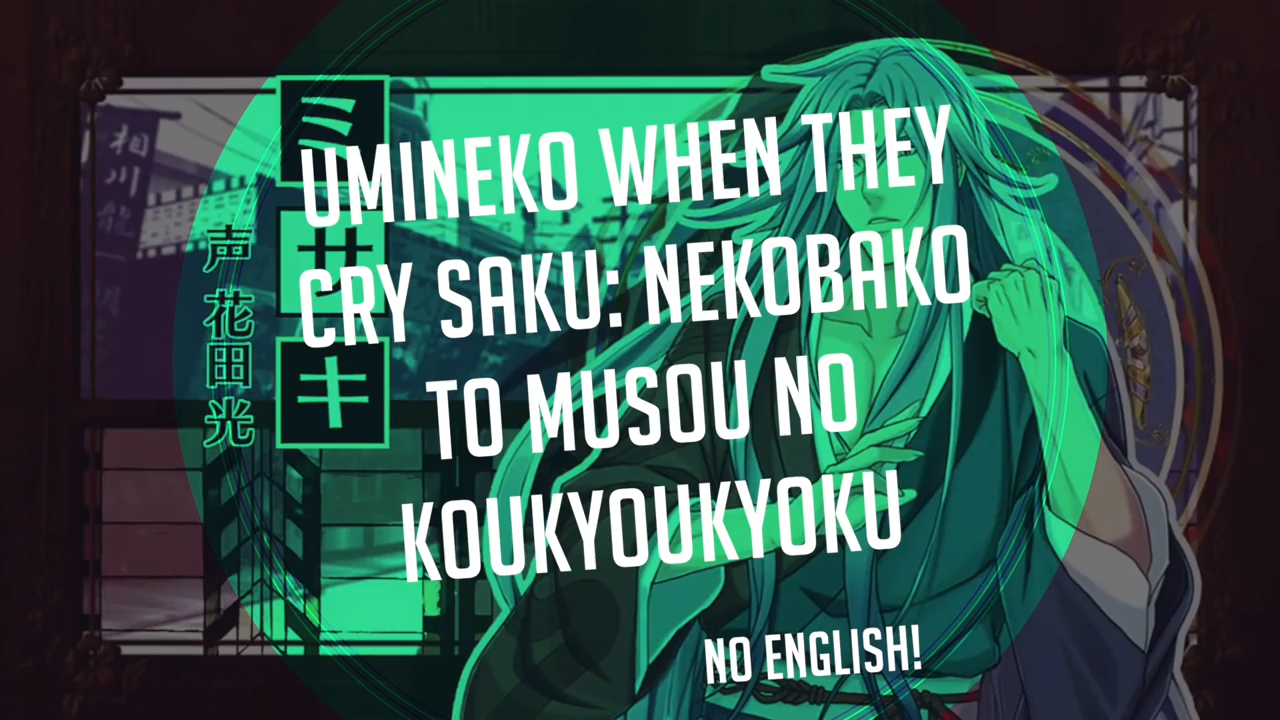 UMINEKO WHEN THEY
CRY SAKU: NEKOBAKO
TO MUSOU NO
KOUKYOUKYOKU
NO ENGLISH!
ミサキ
声 花田光
相川龍